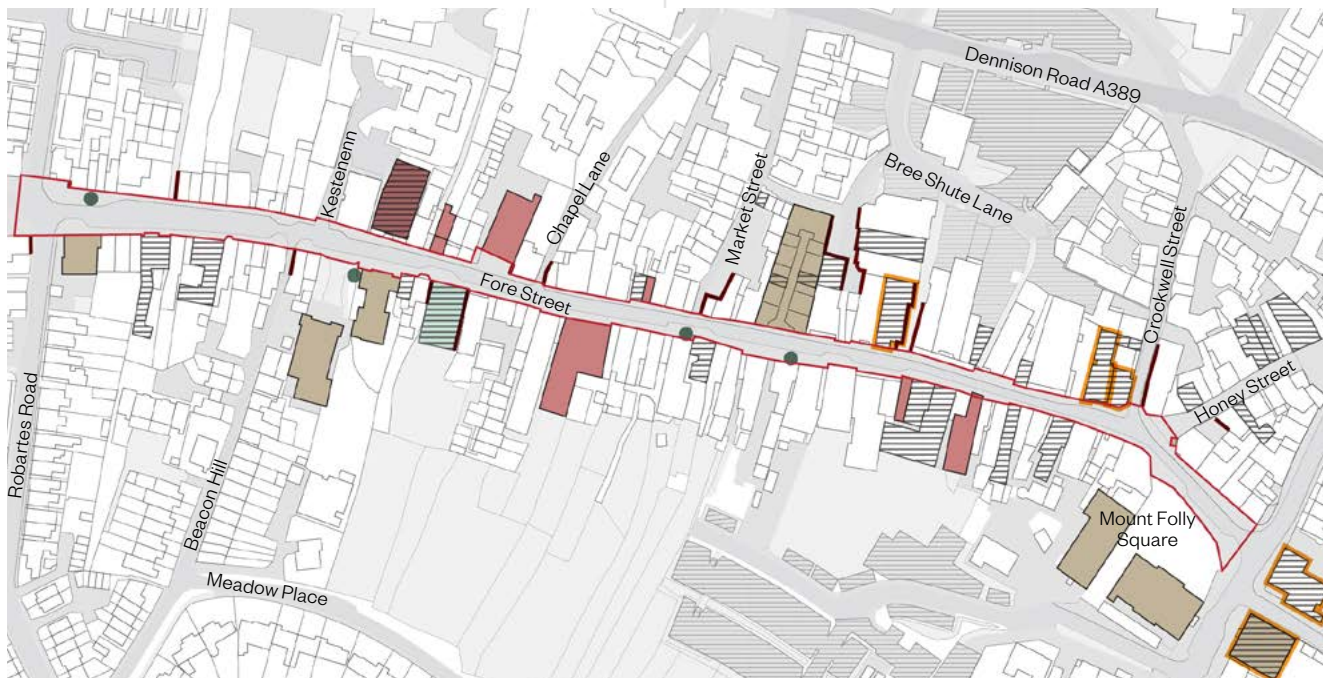 Dennison Road A389
Kestenenn
Chapel Lane
Market Street
Bree Shute Lane
Crockwell Street
Fore Street
Honey Street
Robartes Road
Beacon Hill
Mount Folly
Square
Meadow Place